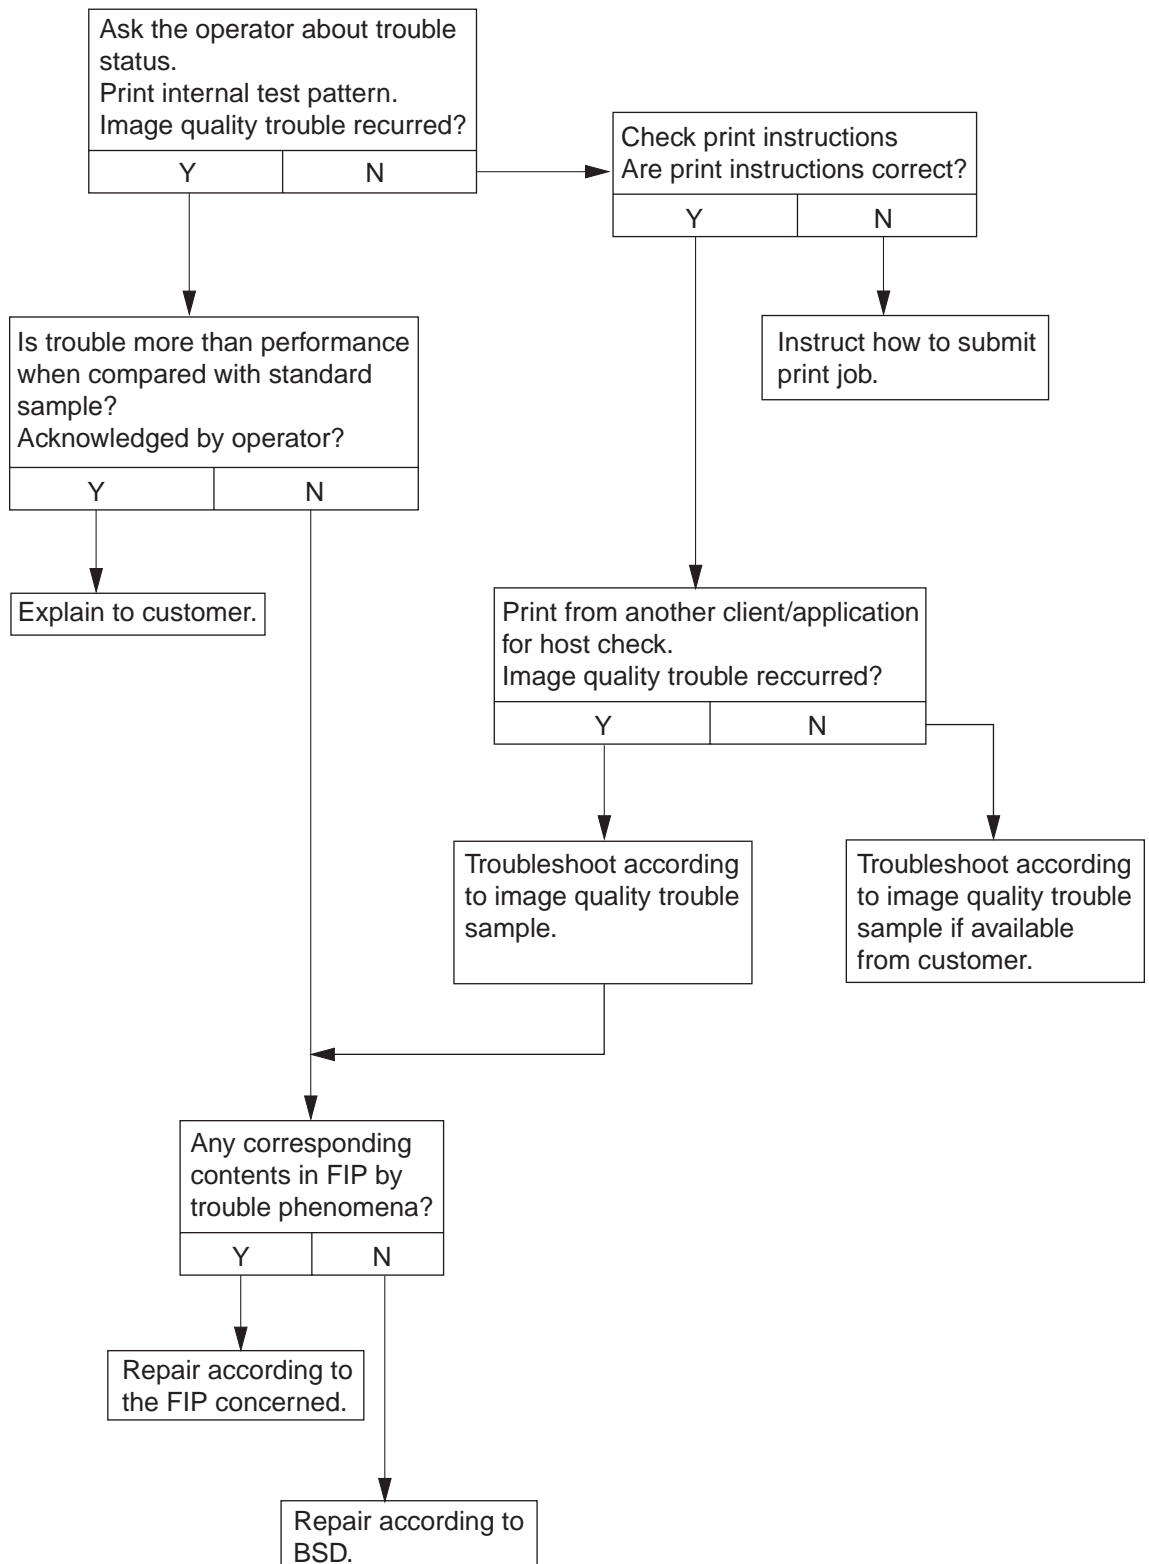 Ask the operator about trouble
status.
Print internal test pattern.
Image quality trouble recurred?
Y
N
Check print instructions
Are print instructions correct?
Y
N
Is trouble more than performance
when compared with standard
sample?
Acknowledged by operator?
Y
N
Instruct how to submit
print job.
Explain to customer.
Print from another client/application
for host check.
Image quality trouble reccurred?
Y
N
Troubleshoot according
to image quality trouble
sample.
Troubleshoot according
to image quality trouble
sample if available
from customer.
Any corresponding
contents in FIP by
trouble phenomena?
Y
N
Repair according to
the FIP concerned.
Repair according to
BSD.